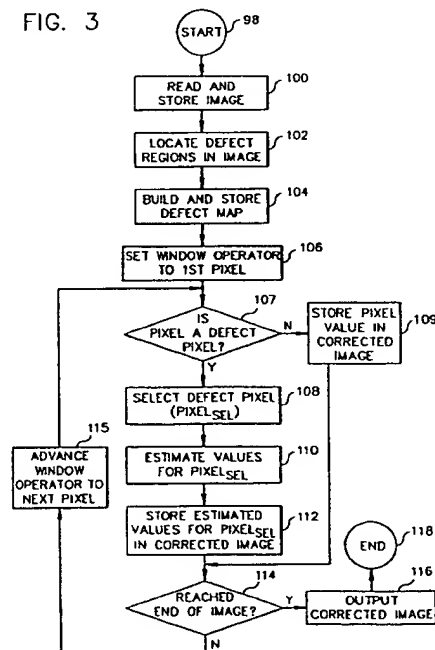 FIG. 3
START
98
READ AND
STORE IMAGE
100
LOCATE DEFECT
REGIONS IN IMAGE
102
BUILD AND STORE
DEFECT MAP
104
SET WINDOW OPERATOR
TO 1ST PIXEL
106
IS
PIXEL A DEFECT
PIXEL?
107
N
Y
STORE PIXEL
VALUE IN
CORRECTED
IMAGE
109
SELECT DEFECT PIXEL
(PIXELSEL)
108
115
ADVANCE
WINDOW
OPERATOR TO
NEXT PIXEL
ESTIMATE VALUES
FOR PIXELSEL
110
STORE ESTIMATED
VALUES FOR PIXELSEL
IN CORRECTED IMAGE
112
END
118
REACHED
END OF IMAGE?
114
Y
N
OUTPUT
CORRECTED IMAGE
116